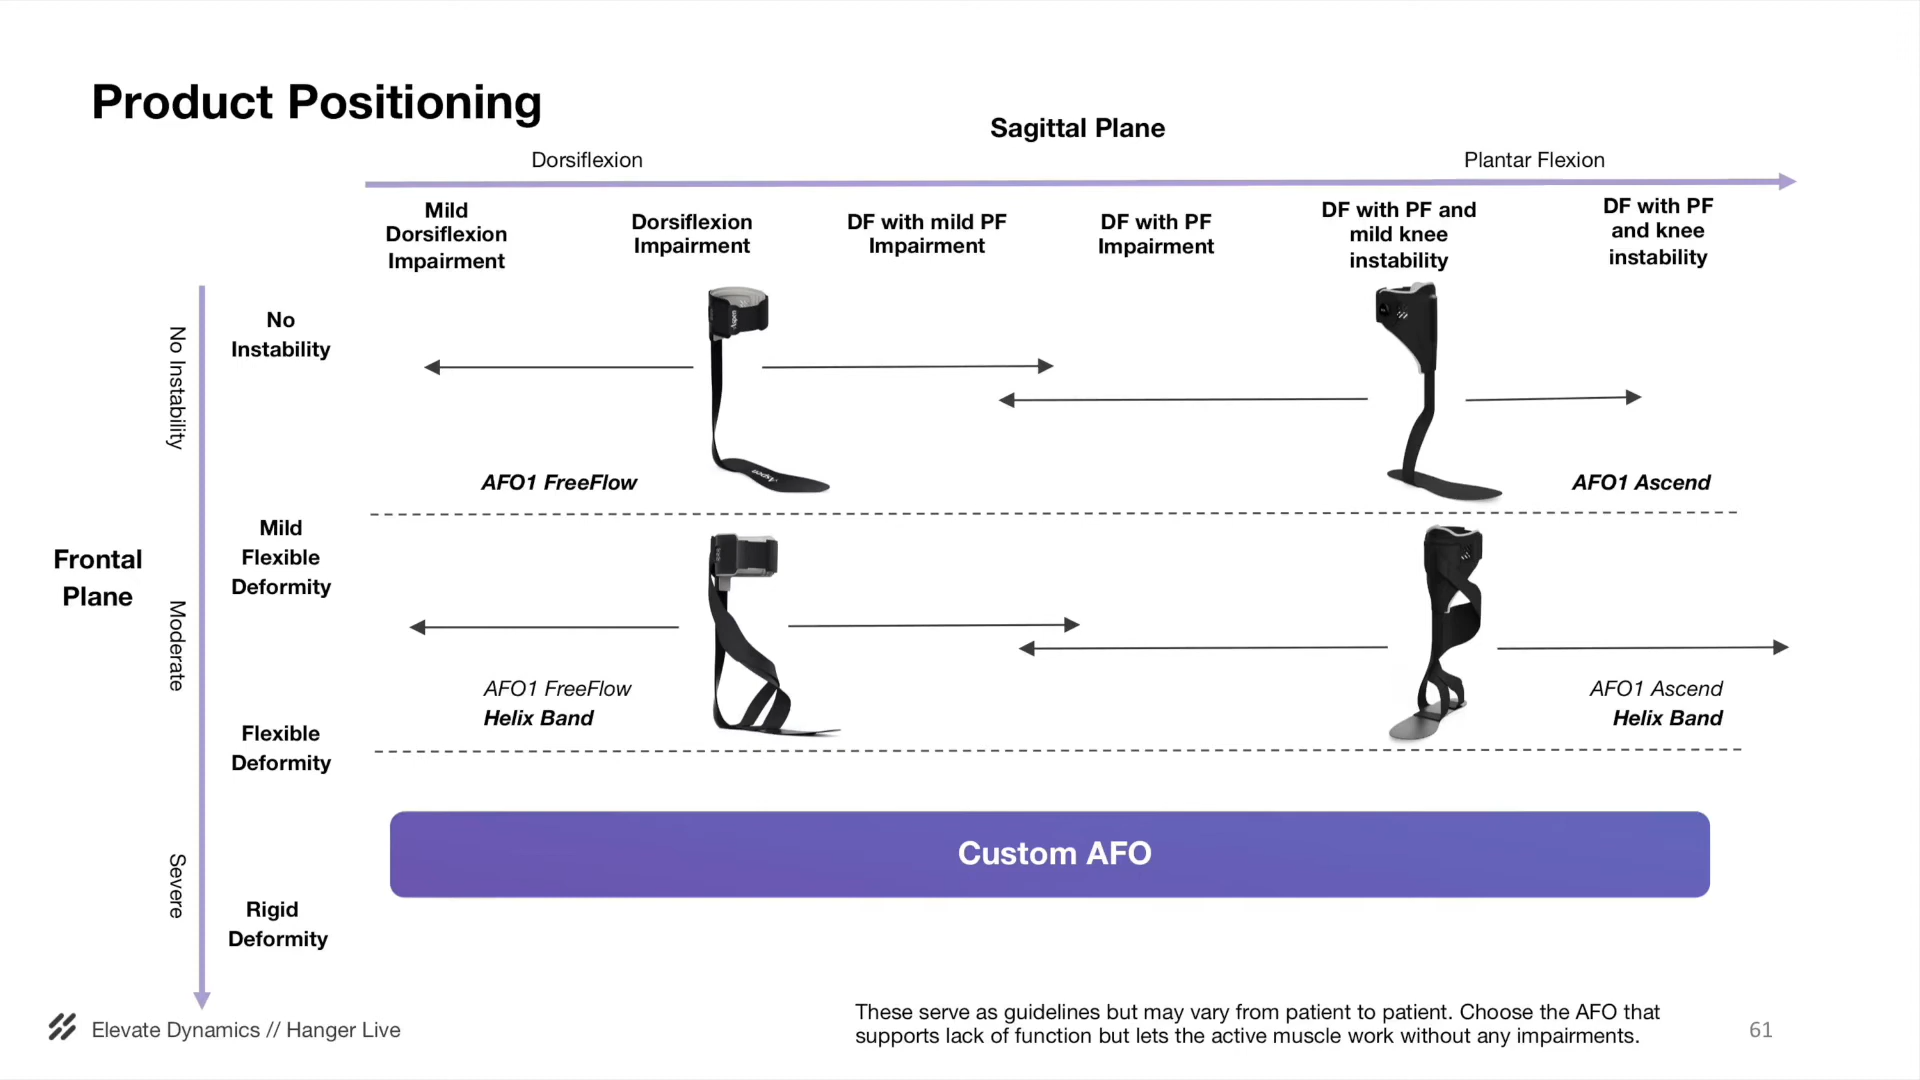 Product Positioning
Sagittal Plane
Dorsiflexion
Plantar Flexion
Mild
Dorsiflexion
Impairment
Dorsiflexion
Impairment
DF with mild PF
Impairment
DF with PF
Impairment
DF with PF and
mild knee
instability
DF with PF
and knee
instability
Frontal
Plane
No Instability
Moderate
Severe
No
Instability
Aspen
Aspen
AFO1 FreeFlow
AFO1 Ascend
Mild
Flexible
Deformity
AFO1 FreeFlow
Helix Band
AFO1 Ascend
Helix Band
Flexible
Deformity
Custom AFO
Rigid
Deformity
Elevate Dynamics // Hanger Live
These serve as guidelines but may vary from patient to patient. Choose the AFO that
supports lack of function but lets the active muscle work without any impairments.
61